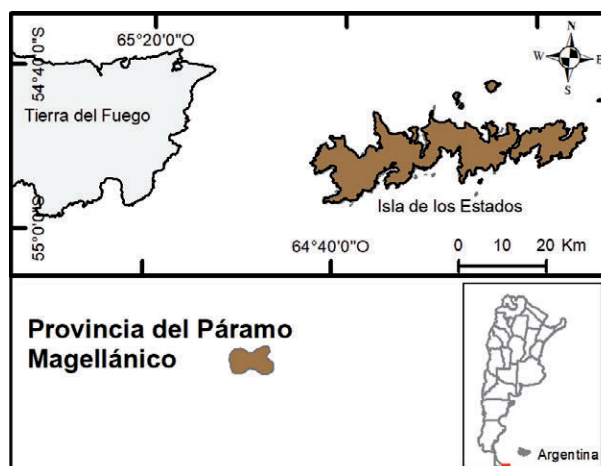 65°20'0"O
54°40'0"S
N
W E
S
Tierra del Fuego
Isla de los Estados
55°0'0"S
64°40'0"O
0 10 20 Km
Provincia del Páramo
Magellánico
Argentina